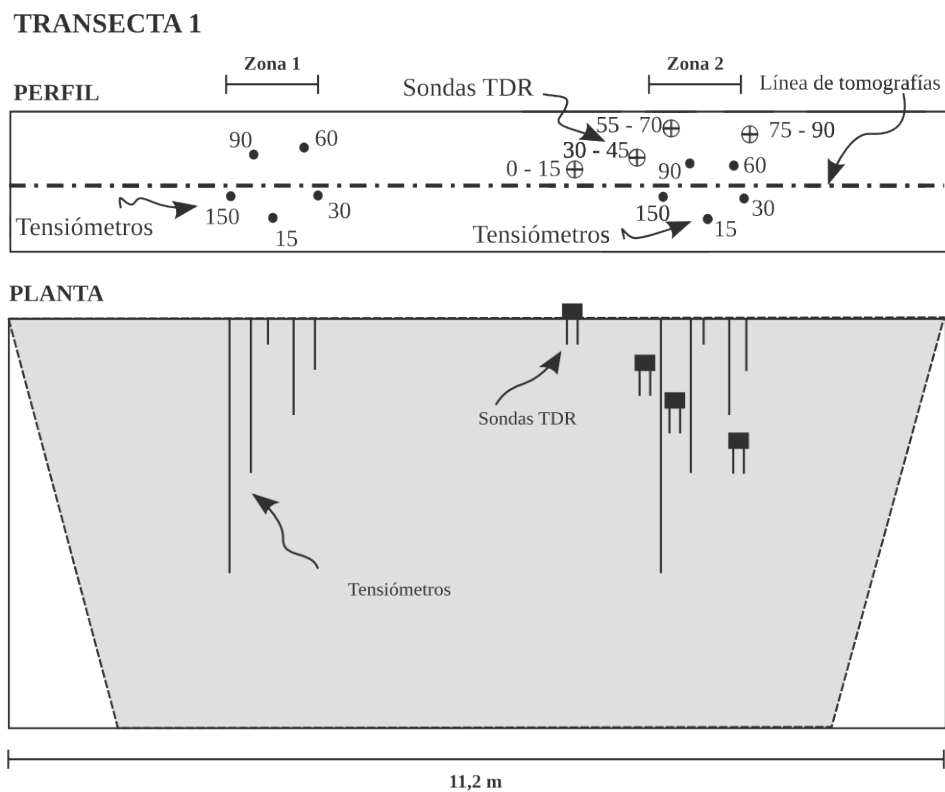 TRANSECTA 1
Zona 1
Zona 2
PERFIL
Sondas TDR
Línea de tomografías
90
60
55 - 70
75 - 90
30 - 45
0 - 15
90
60
150
30
150
30
Tensiómetros
15
Tensiómetros
15
PLANTA
Sondas TDR
Tensiómetros
11,2 m